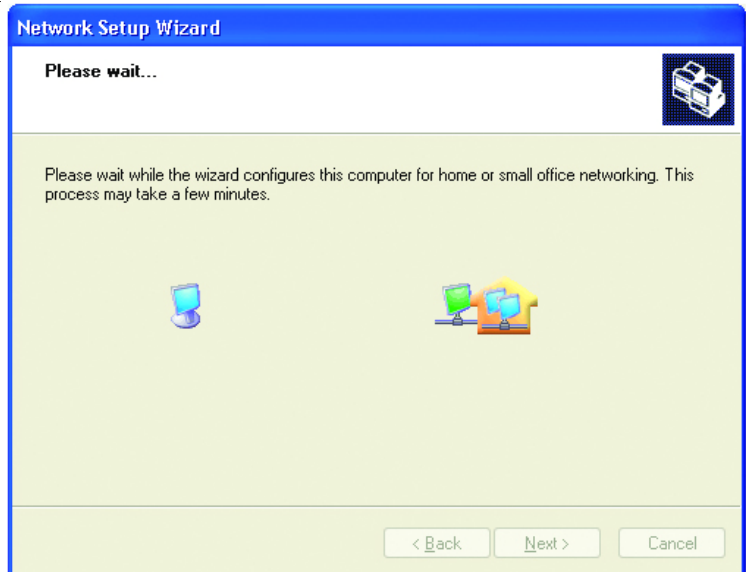 Network Setup Wizard
Please wait...
Please wait while the wizard configures this computer for home or small office networking. This
process may take a few minutes.
< Back Next > Cancel